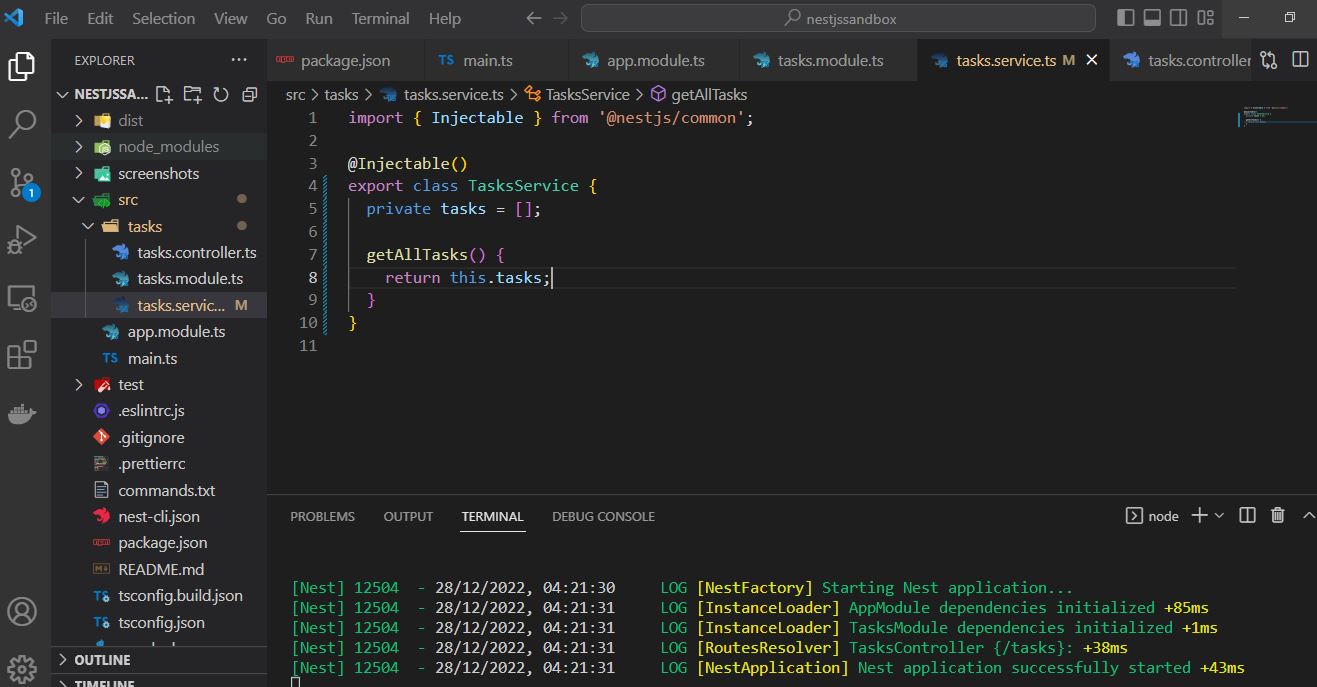 File Edit Selection View Go Run Terminal Help nestjssandbox
EXPLORER
package.json TS main.ts app.module.ts tasks.module.ts tasks.service.ts M tasks.controller
NESTJSSA...
src > tasks > tasks.service.ts > TasksService > getAllTasks
dist
node_modules
screenshots
src
tasks
tasks.controller.ts
tasks.module.ts
tasks.servic... M
app.module.ts
TS main.ts
test
.eslintrc.js
.gitignore
.prettierrc
commands.txt
nest-cli.json
package.json
README.md
tsconfig.build.json
tsconfig.json
OUTLINE
TIMELINE
1
1 import { Injectable } from '@nestjs/common';
2
3 @Injectable()
4 export class TasksService {
5 private tasks = [];
6
7 getAllTasks() {
8 return this.tasks;
9 }
10 }
11
PROBLEMS OUTPUT TERMINAL DEBUG CONSOLE node
[Nest] 12504 - 28/12/2022, 04:21:30 LOG [NestFactory] Starting Nest application...
[Nest] 12504 - 28/12/2022, 04:21:31 LOG [InstanceLoader] AppModule dependencies initialized +85ms
[Nest] 12504 - 28/12/2022, 04:21:31 LOG [InstanceLoader] TasksModule dependencies initialized +1ms
[Nest] 12504 - 28/12/2022, 04:21:31 LOG [RoutesResolver] TasksController {/tasks}: +38ms
[Nest] 12504 - 28/12/2022, 04:21:31 LOG [NestApplication] Nest application successfully started +43ms